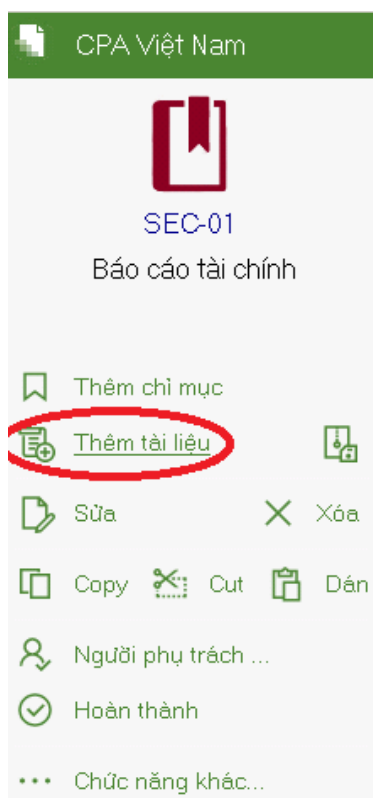 CPA Việt Nam
SEC-01
Báo cáo tài chính
Thêm chỉ mục
Thêm tài liệu
Sửa Xóa
Copy Cut Dán
Người phụ trách ...
Hoàn thành
Chức năng khác...